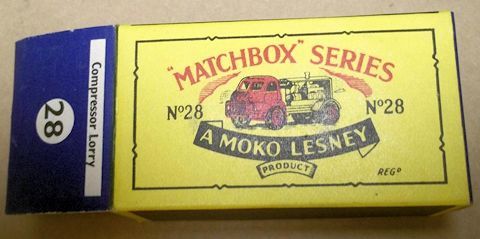 Compressor Lorry
28
"MATCHBOX" SERIES
Nº28
Nº28
A MOKO LESNEY
PRODUCT
REGD